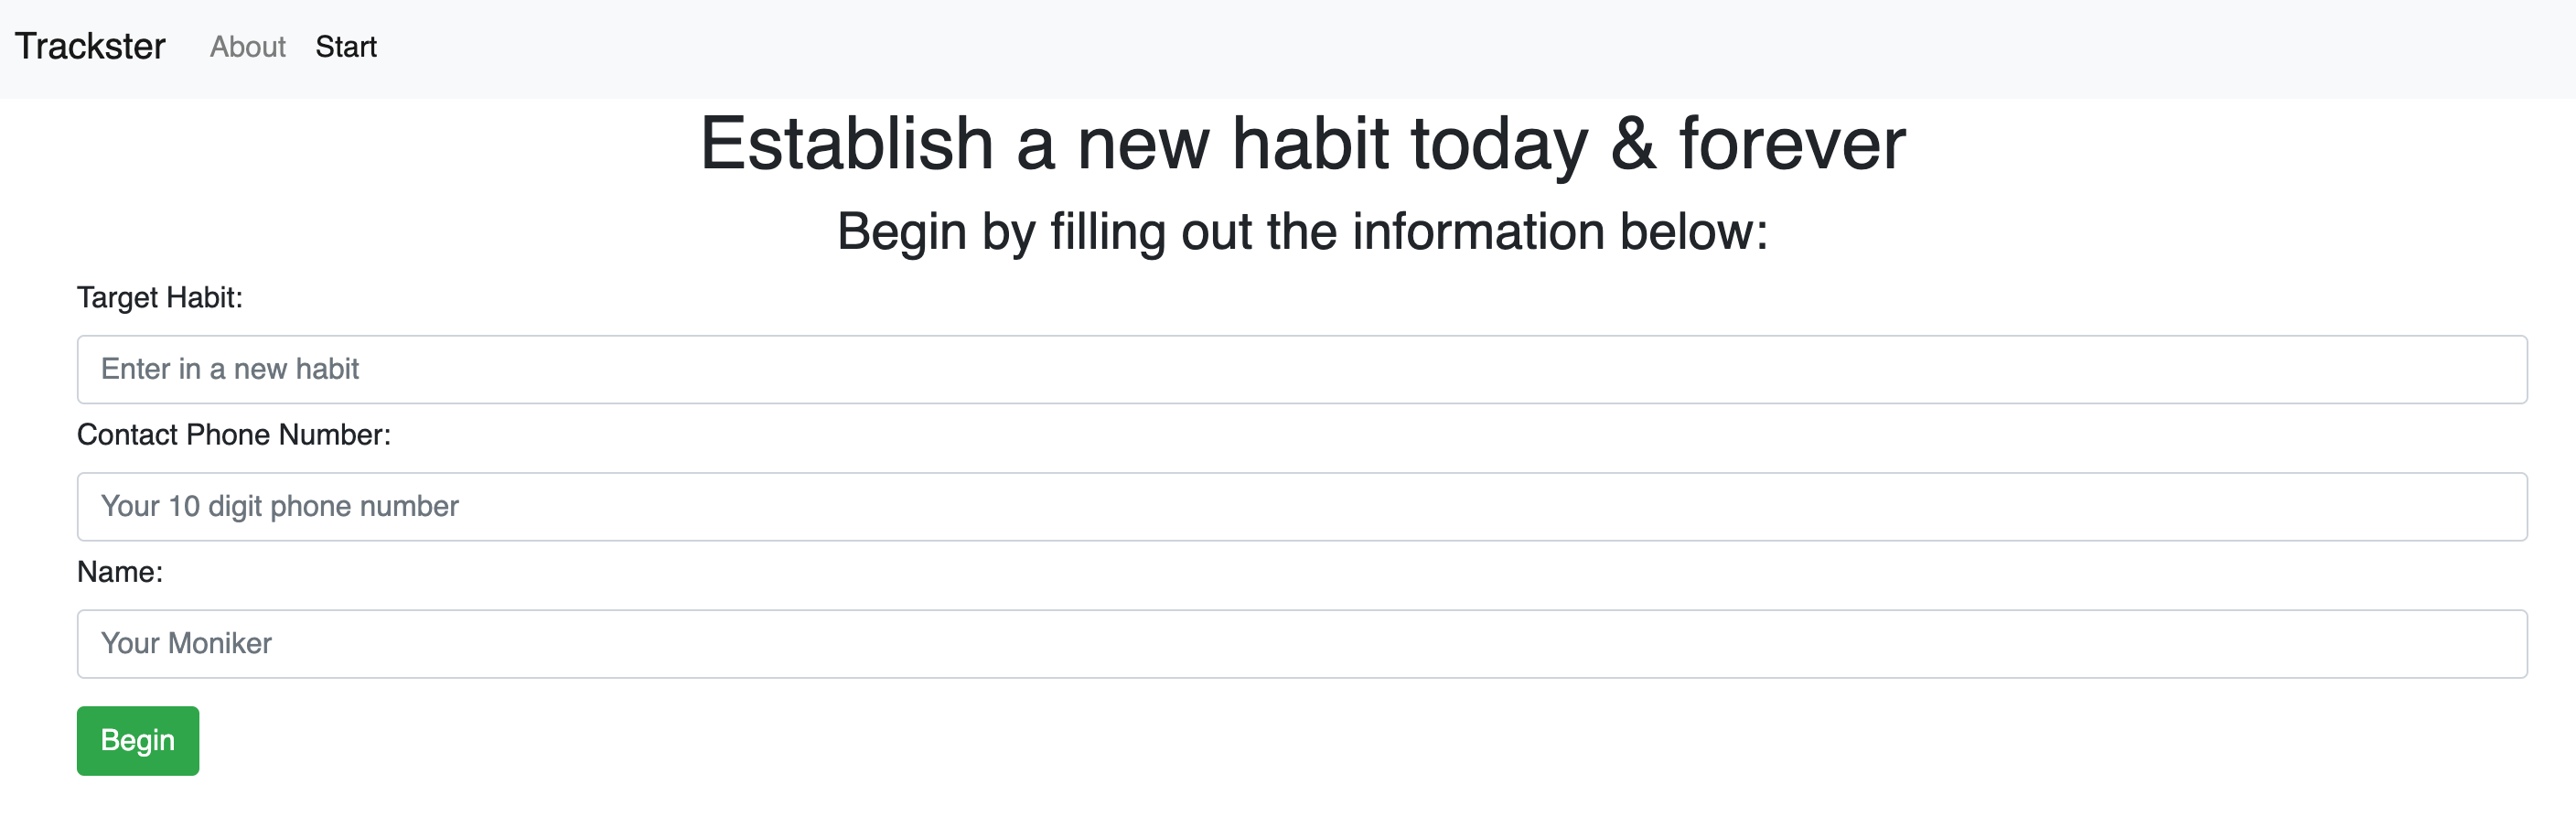 Trackster About Start
Establish a new habit today & forever
Begin by filling out the information below:
Target Habit:
Enter in a new habit
Contact Phone Number:
Your 10 digit phone number
Name:
Your Moniker
Begin